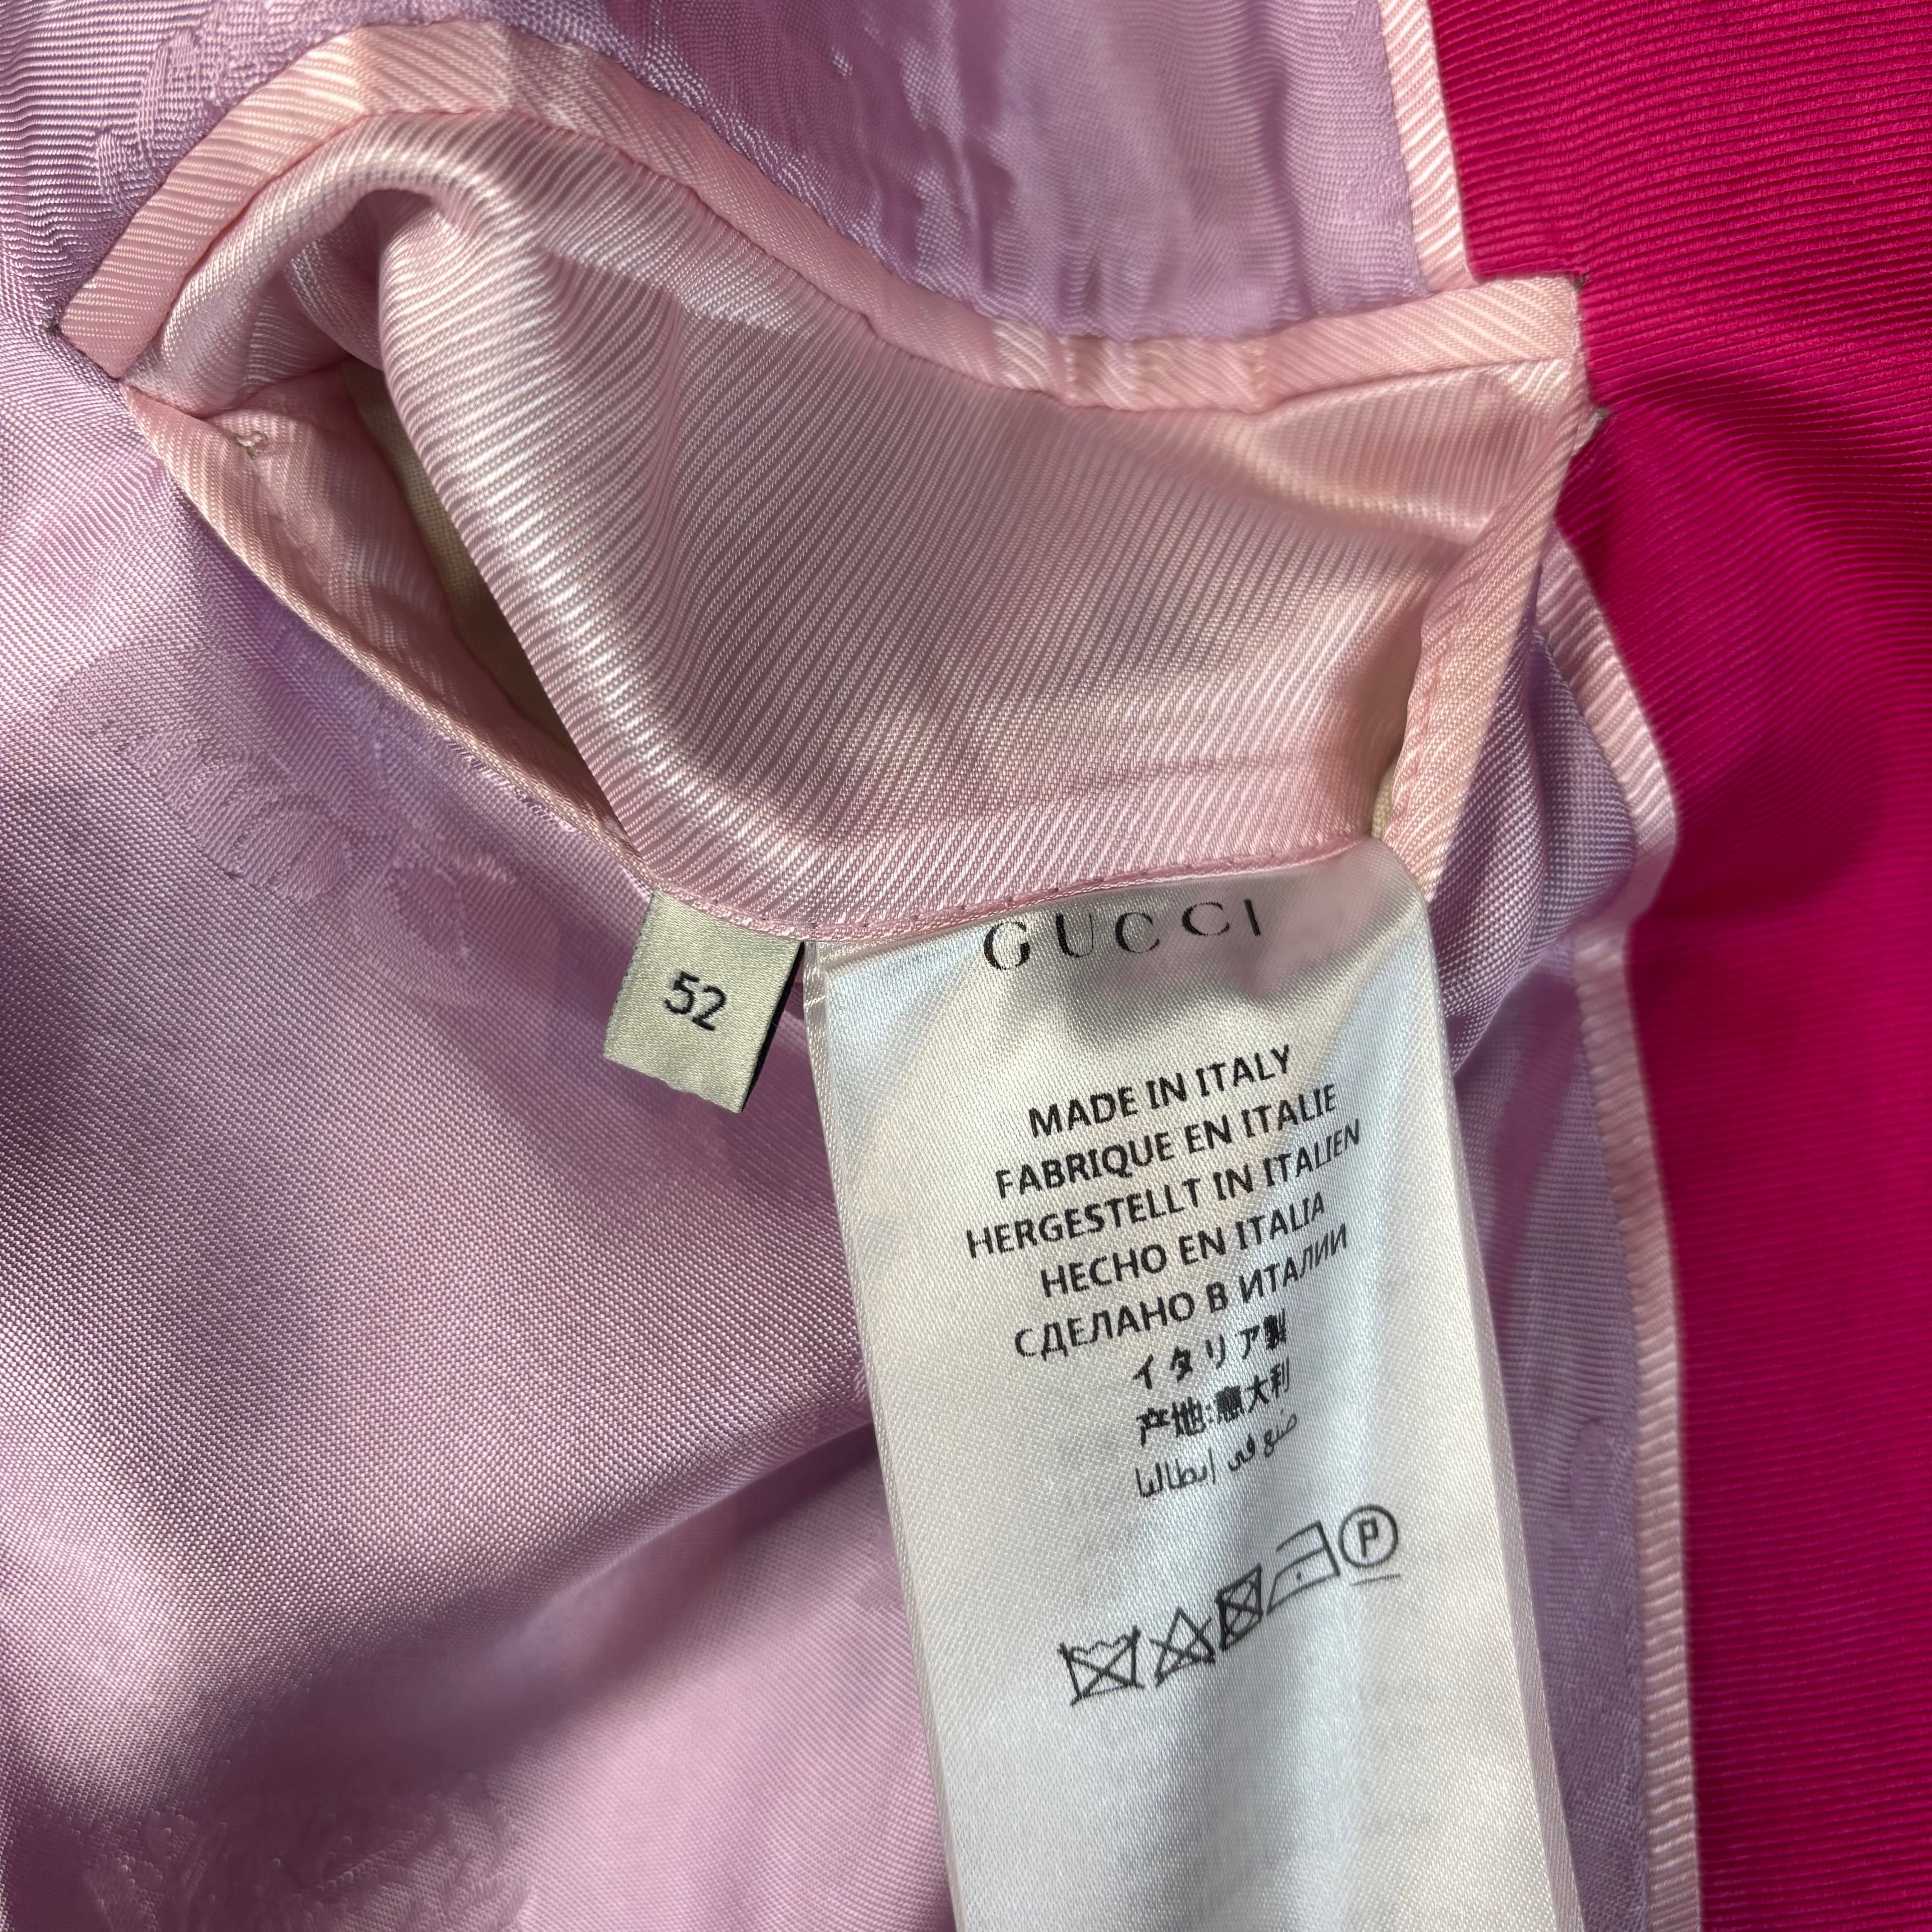 GUCCI
52
MADE IN ITALY
FABRIQUE EN ITALIE
HERGESTELLT IN ITALIEN
HECHO EN ITALIA
СДЕЛАНО В ИТАЛИИ
イタリア製
产地:意大利
صنع في إيطاليا
P